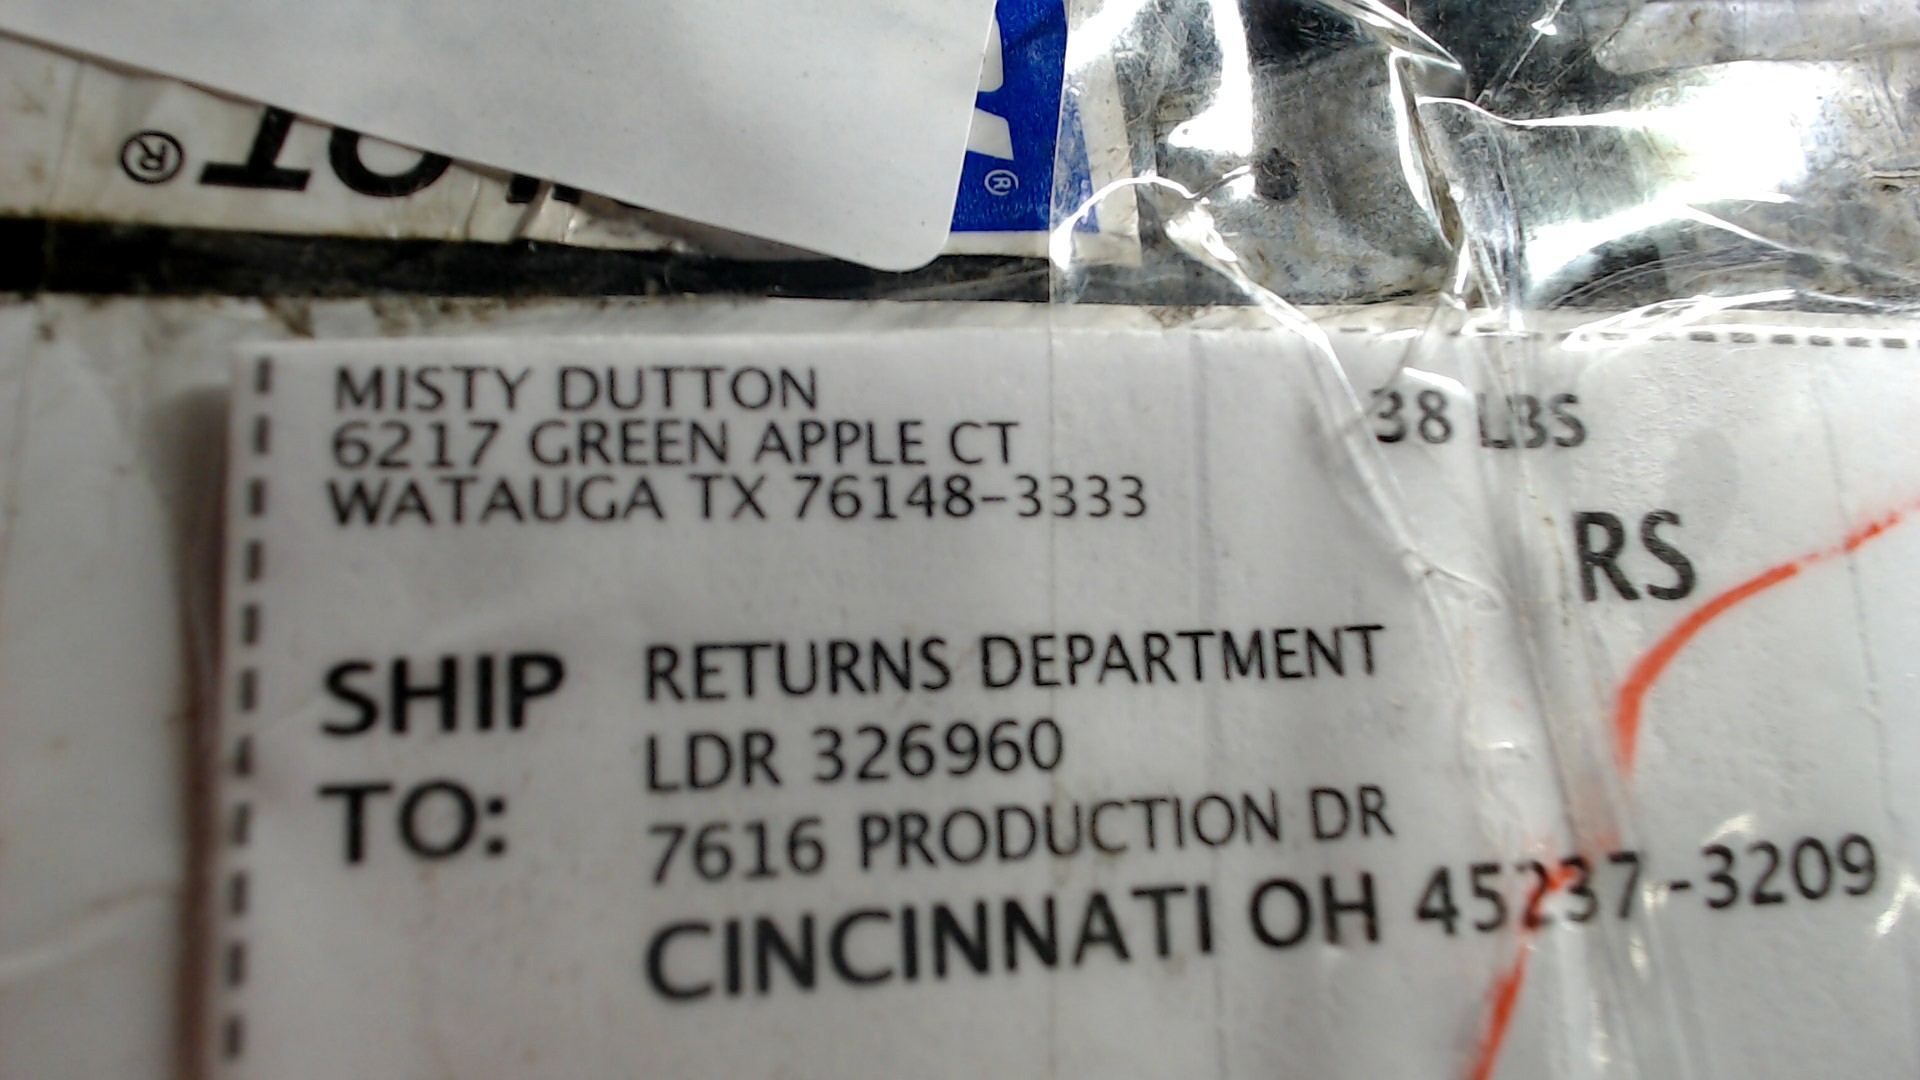 MISTY DUTTON
6217 GREEN APPLE CT
WATAUGA TX 76148-3333
38 LBS
RS
SHIP TO:
RETURNS DEPARTMENT
LDR 326960
7616 PRODUCTION DR
CINCINNATI OH 45237-3209